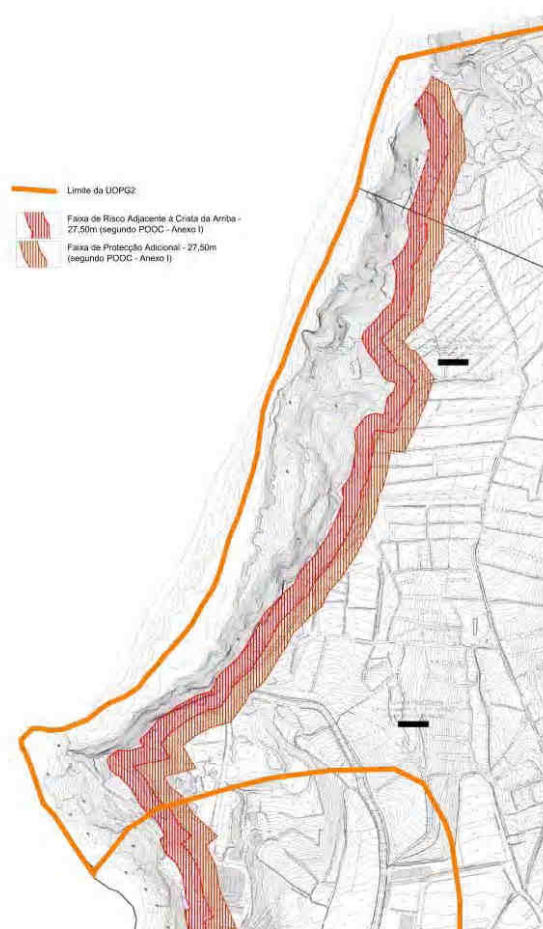 Limite da UOPG2
Faixa de Risco Adjacente à Crista da Arriba -
27,50m (segundo POOC - Anexo I)
Faixa de Protecção Adicional - 27,50m
(segundo POOC - Anexo I)